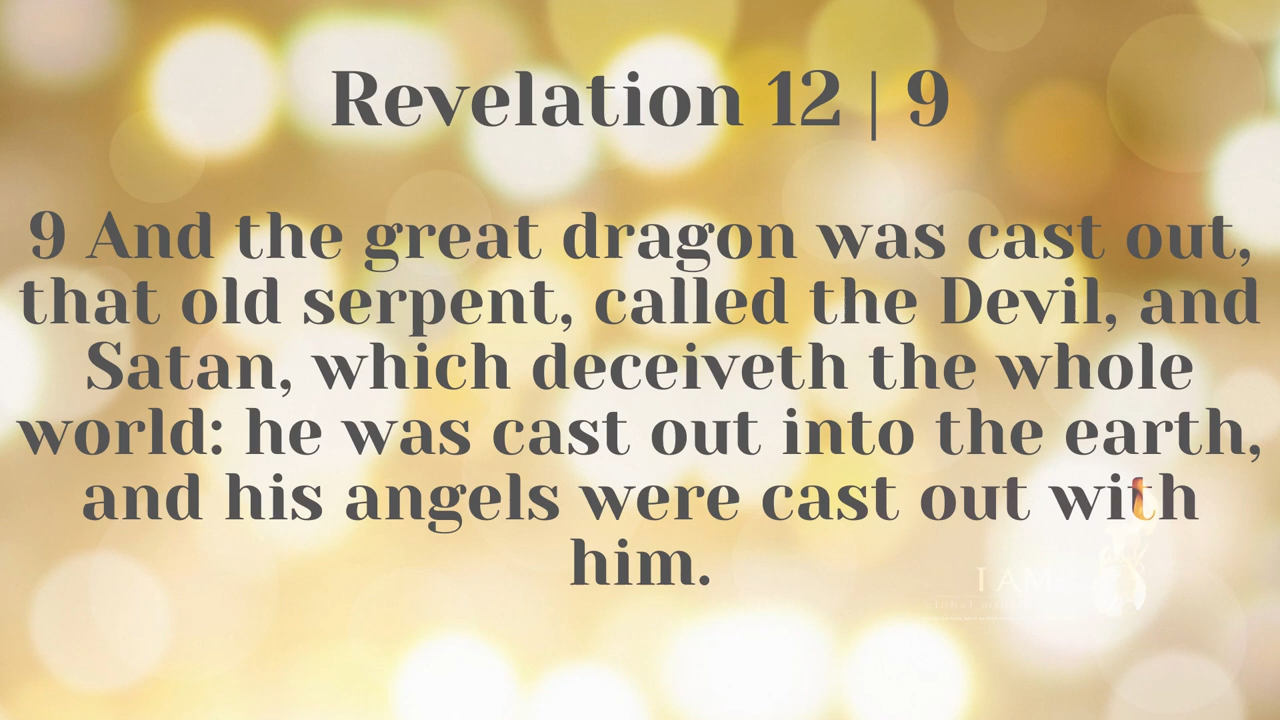 Revelation 12 | 9
9 And the great dragon was cast out,
that old serpent, called the Devil, and
Satan, which deceiveth the whole
world: he was cast out into the earth,
and his angels were cast out with
him.